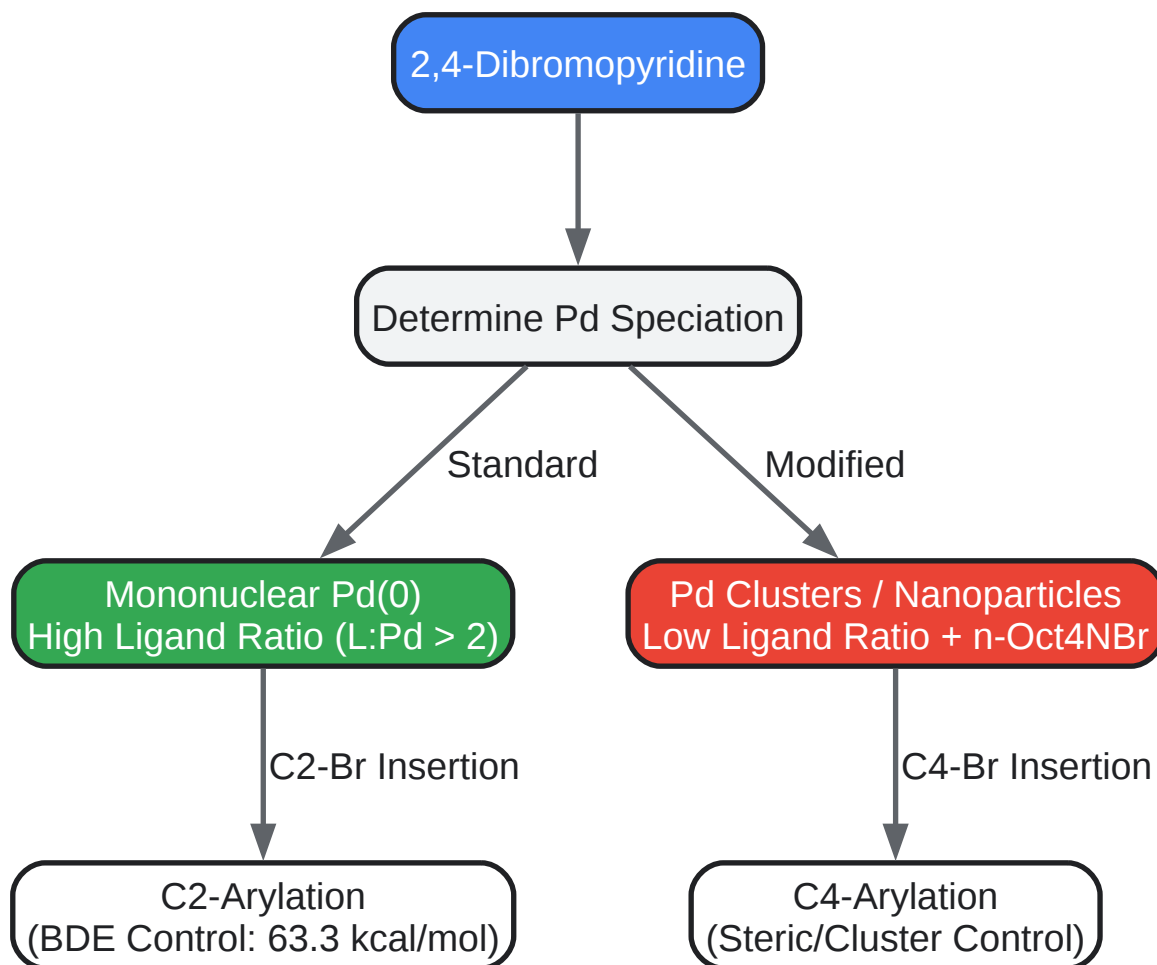 2,4-Dibromopyridine
Determine Pd Speciation
Standard
Modified
Mononuclear Pd(0)
High Ligand Ratio (L:Pd > 2)
Pd Clusters / Nanoparticles
Low Ligand Ratio + n-Oct4NBr
C2-Br Insertion
C4-Br Insertion
C2-Arylation
(BDE Control: 63.3 kcal/mol)
C4-Arylation
(Steric/Cluster Control)